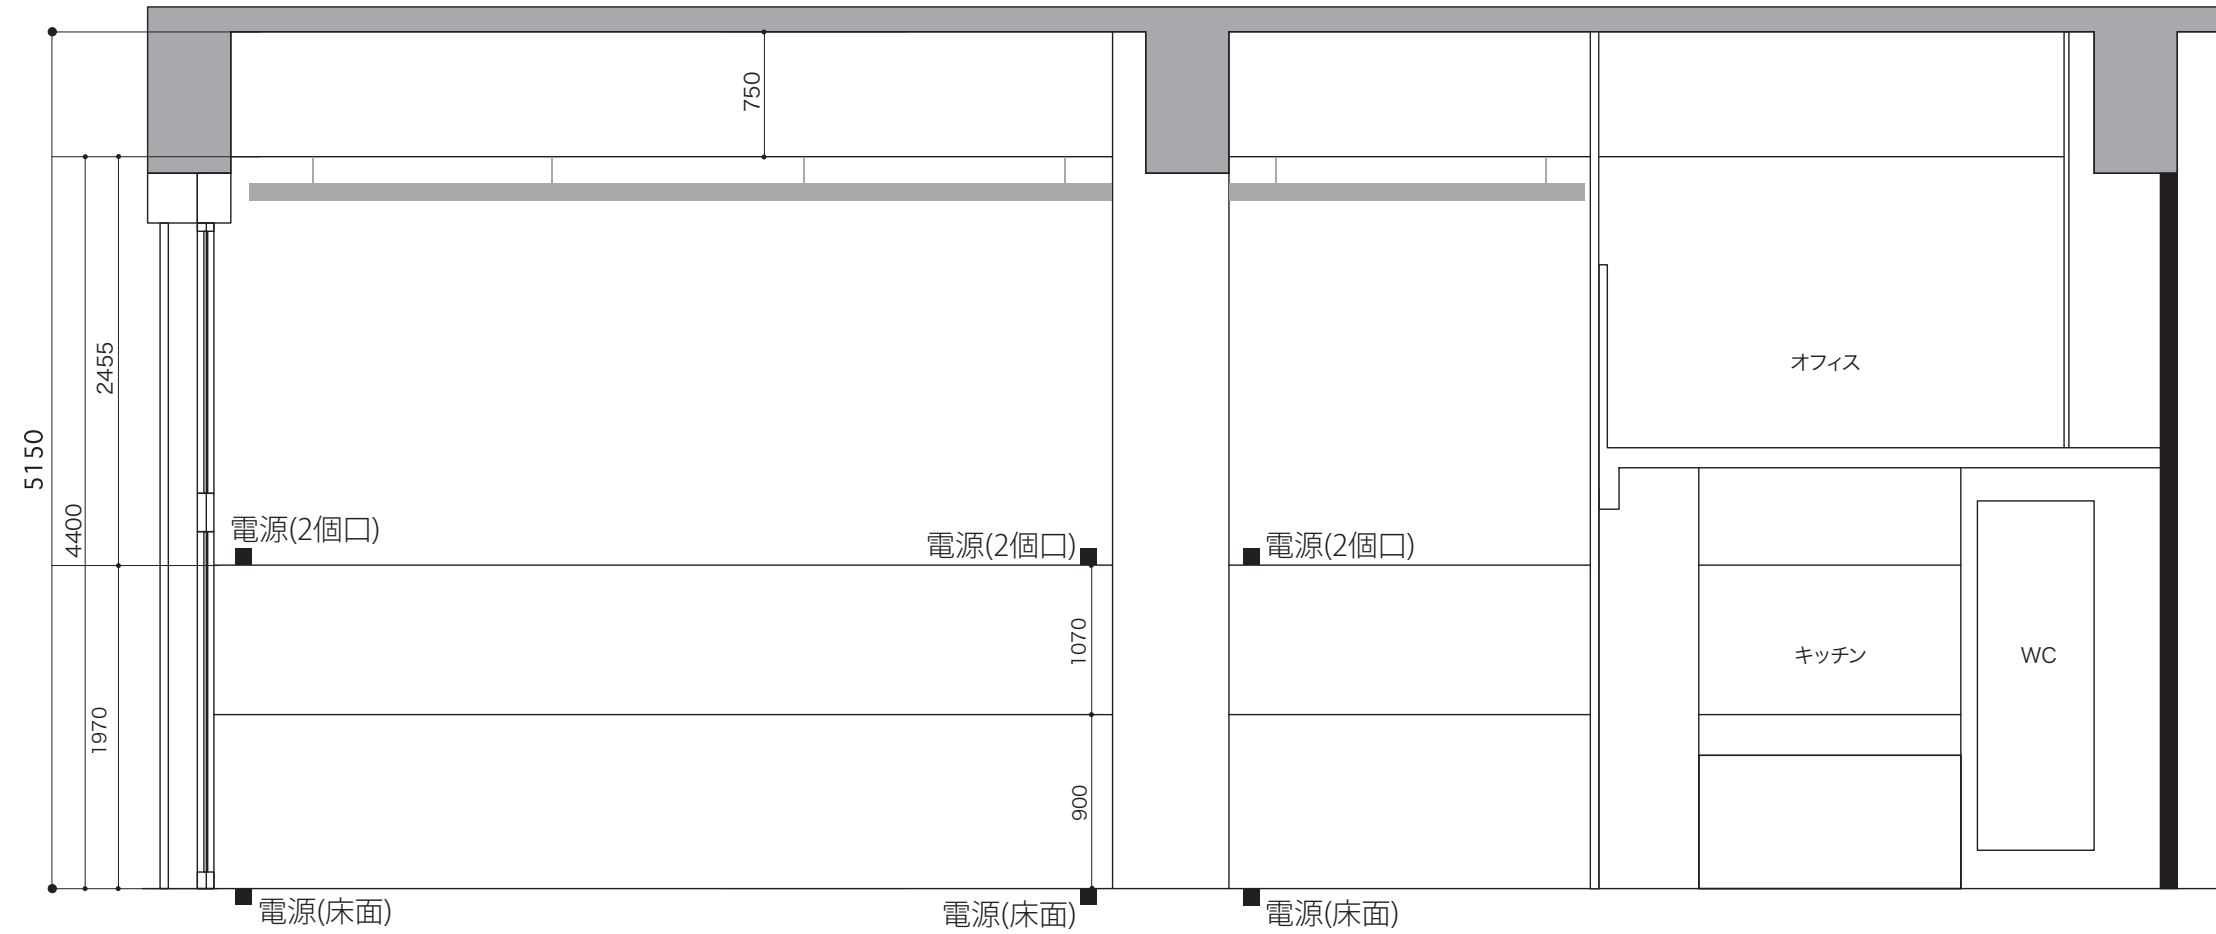 750
2455
5150
オフィス
4400
電源(2個口)
電源(2個口)
電源(2個口)
1070
キッチン
WC
1970
900
電源(床面)
電源(床面)
電源(床面)